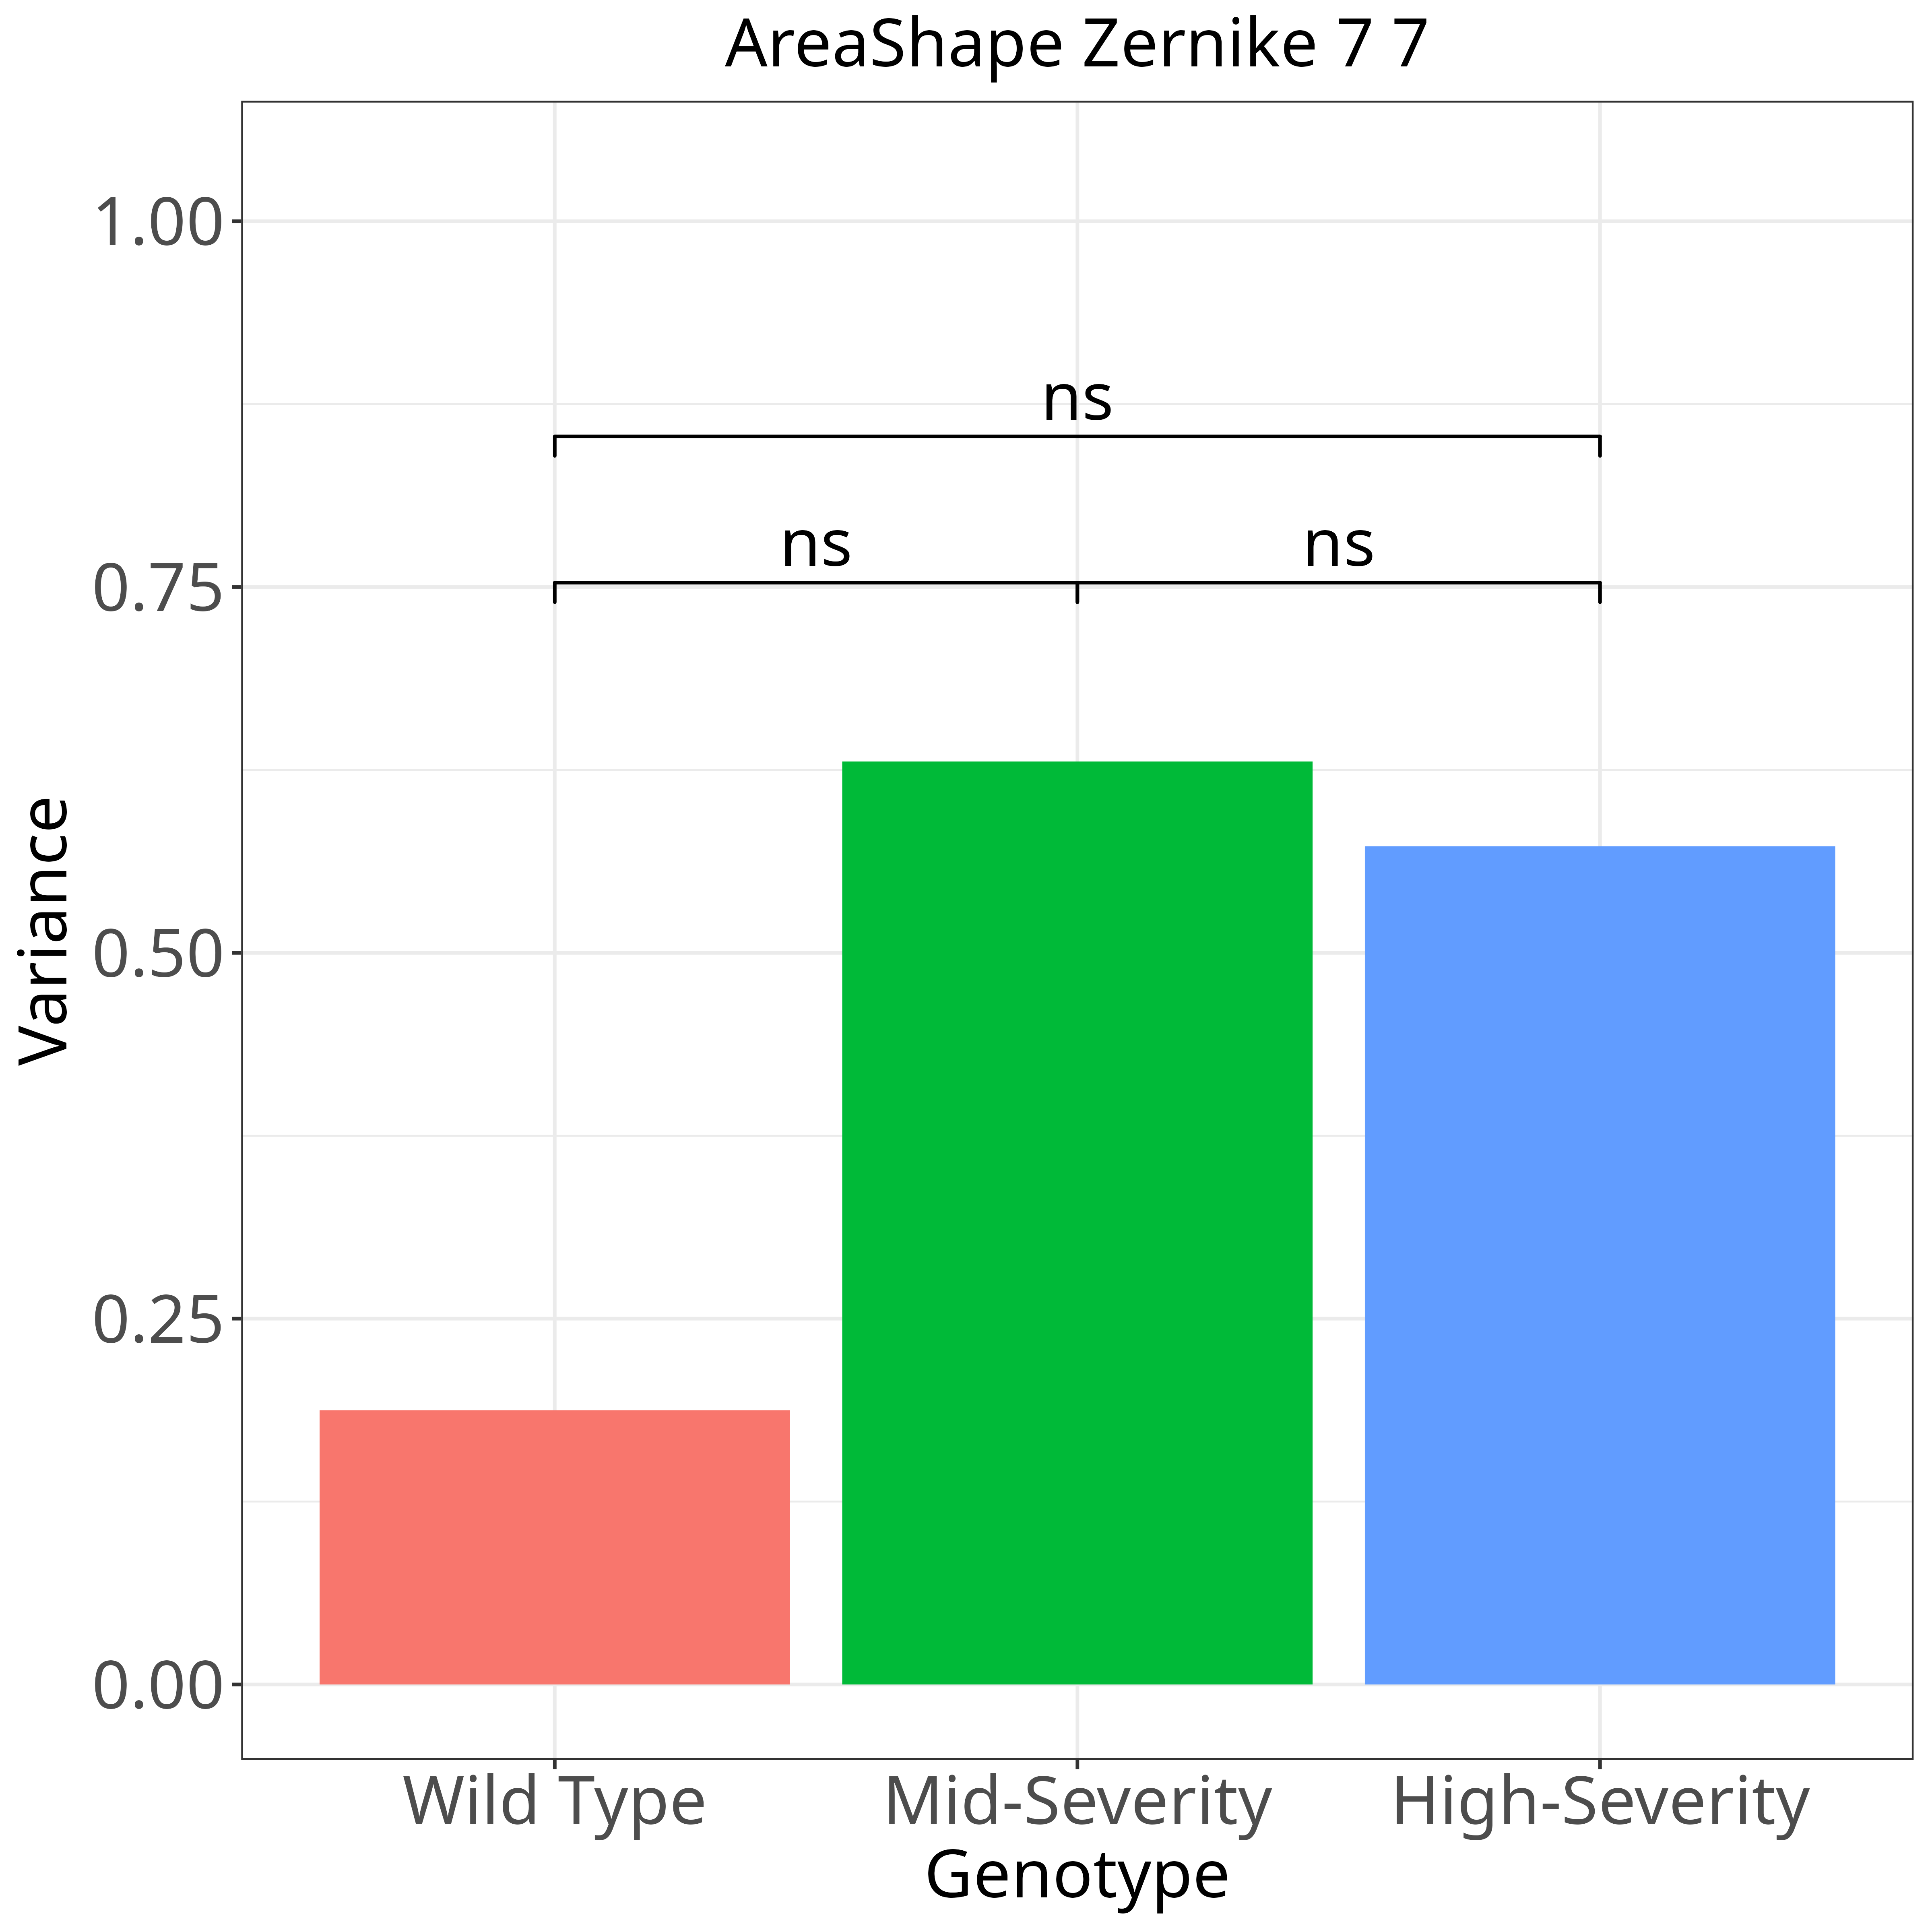 AreaShape Zernike 7 7
1.00
ns
ns ns
0.75
0.50
0.25
0.00
Variance
Wild Type Mid-Severity High-Severity
Genotype